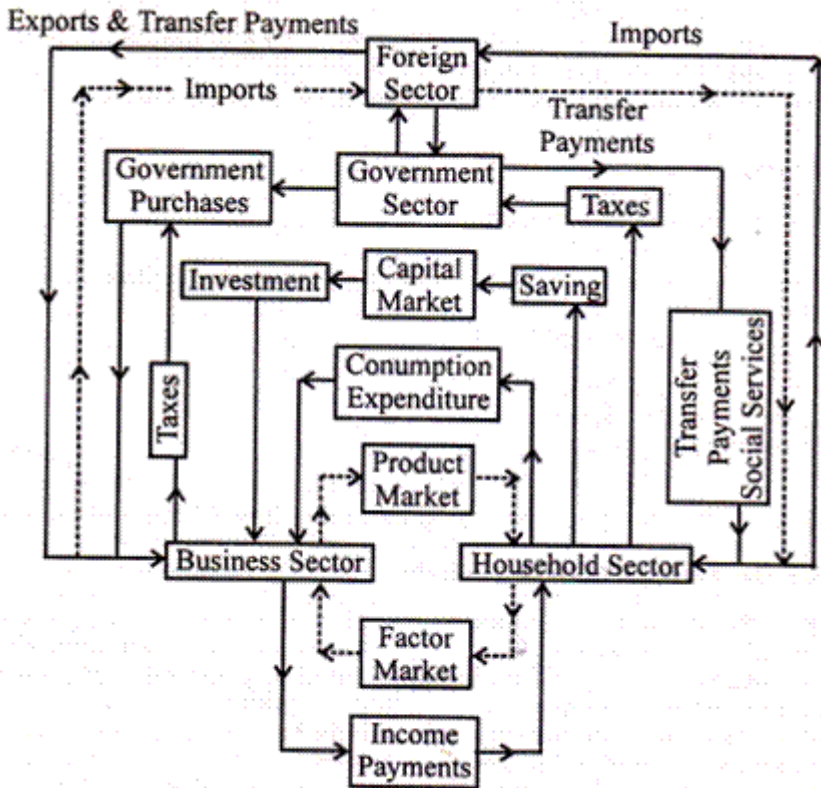 Exports & Transfer Payments
Imports
Foreign
Sector
Imports
Transfer
Payments
Government
Purchases
Government
Sector
Taxes
Investment
Capital
Market
Saving
Conumption
Expenditure
Taxes
Transfer
Payments
Social Services
Product
Market
Business Sector
Household Sector
Factor
Market
Income
Payments